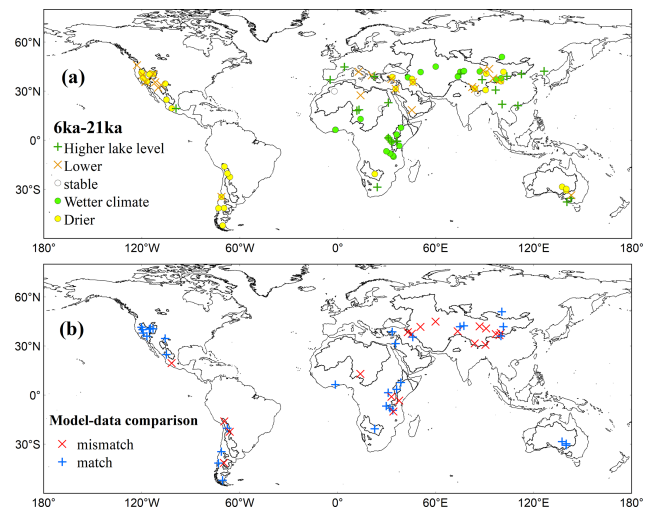 60°N
(a)
30°N
6ka-21ka
Higher lake level
0°
Lower
stable
30°S
Wetter climate
Drier
180° 120°W 60°W 0° 60°E 120°E 180°
(b)
60°N
30°N
0°
Model-data comparison
mismatch
30°S
match
180° 120°W 60°W 0° 60°E 120°E 180°